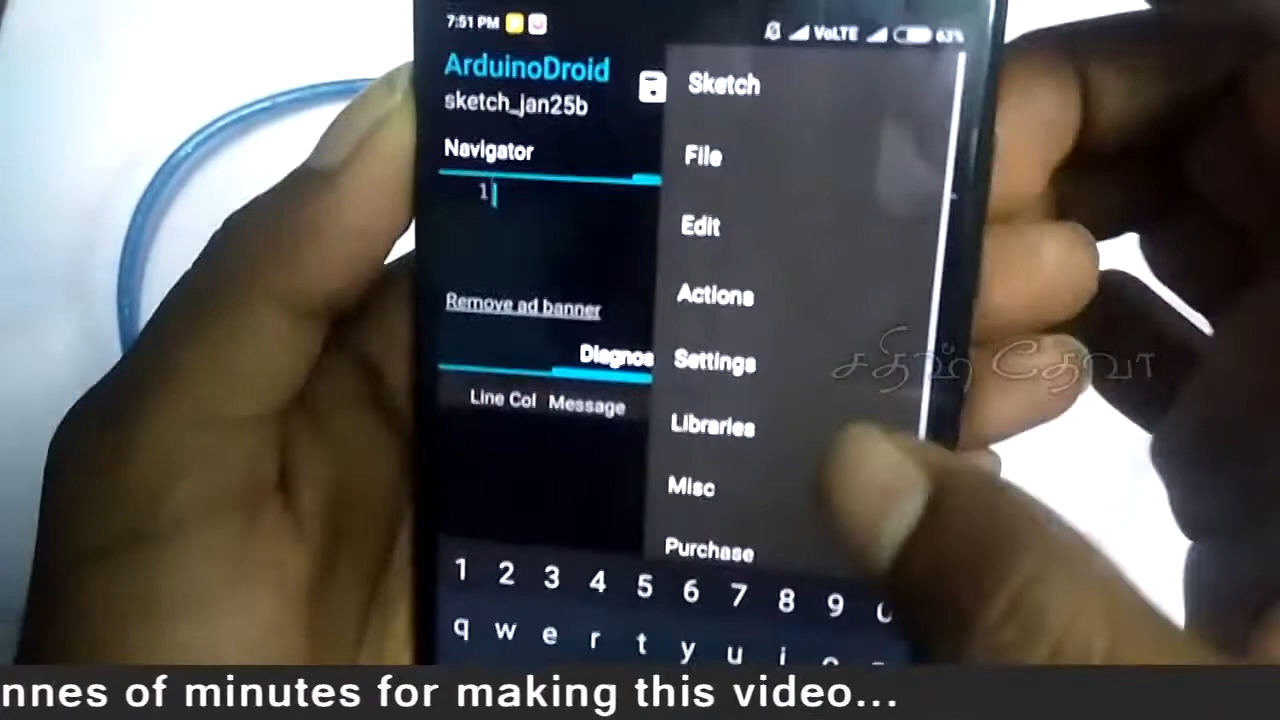 7:51 PM
VoLTE
63%
ArduinoDroid
sketch_jan25b
Navigator
1
Remove ad banner
Diagnos
Line Col Message
Sketch
File
Edit
Actions
Settings
Libraries
Misc
Purchase
சதிஷ் தேவா
1 2 3 4 5 6 7 8 9
q w e r t y u i
nnes of minutes for making this video...